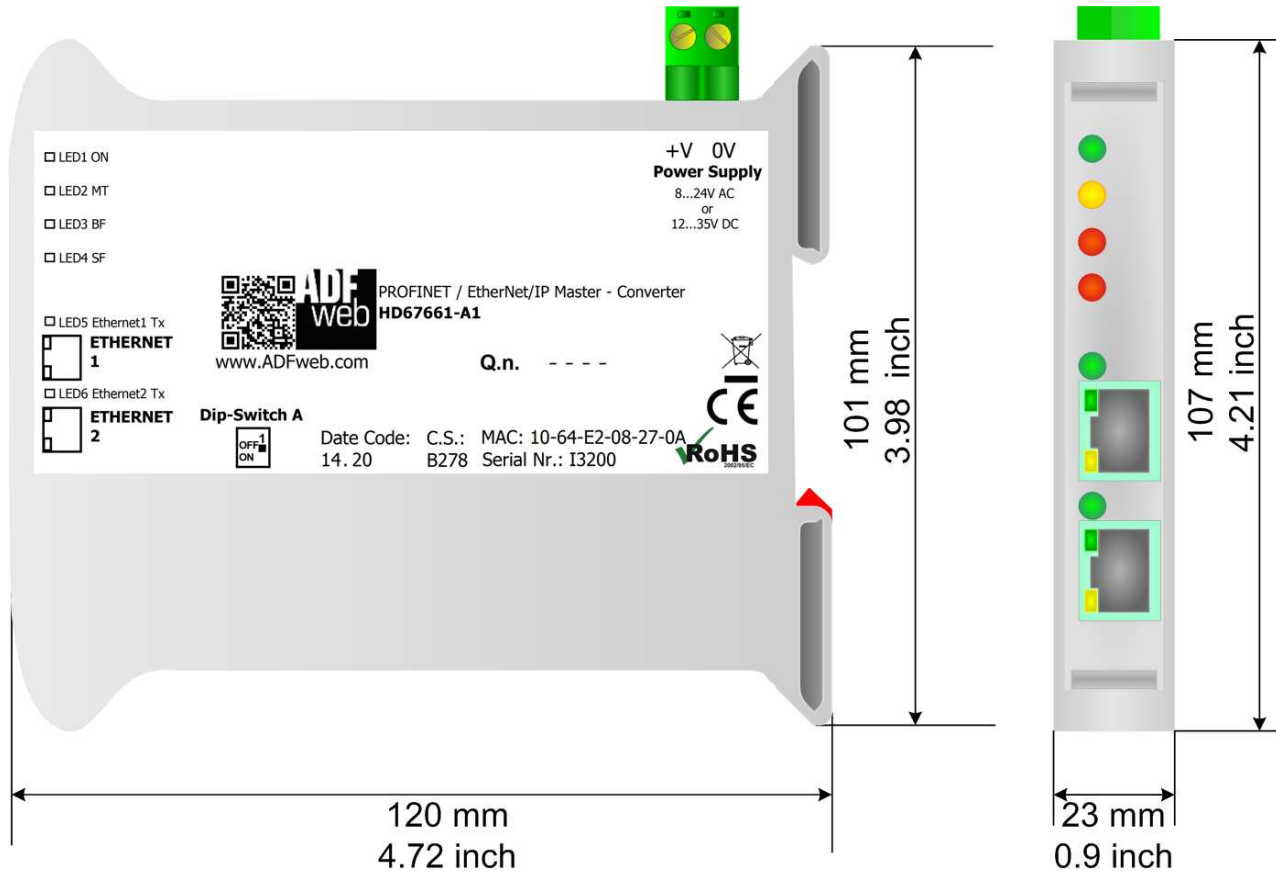 LED1 ON
LED2 MT
LED3 BF
LED4 SF
LED5 Ethernet1 Tx
ETHERNET
1
LED6 Ethernet2 Tx
ETHERNET
2
+V 0V
Power Supply
8...24V AC
or
12...35V DC
ADF
web
PROFINET / EtherNet/IP Master - Converter
HD67661-A1
www.ADFweb.com
Q.n. - - - -
Dip-Switch A
OFF 1
ON
Date Code: C.S.: MAC: 10-64-E2-08-27-0A
14.20 B278 Serial Nr.: I3200
CE
RoHS
2002/95/EC
101 mm
3.98 inch
107 mm
4.21 inch
120 mm
4.72 inch
23 mm
0.9 inch